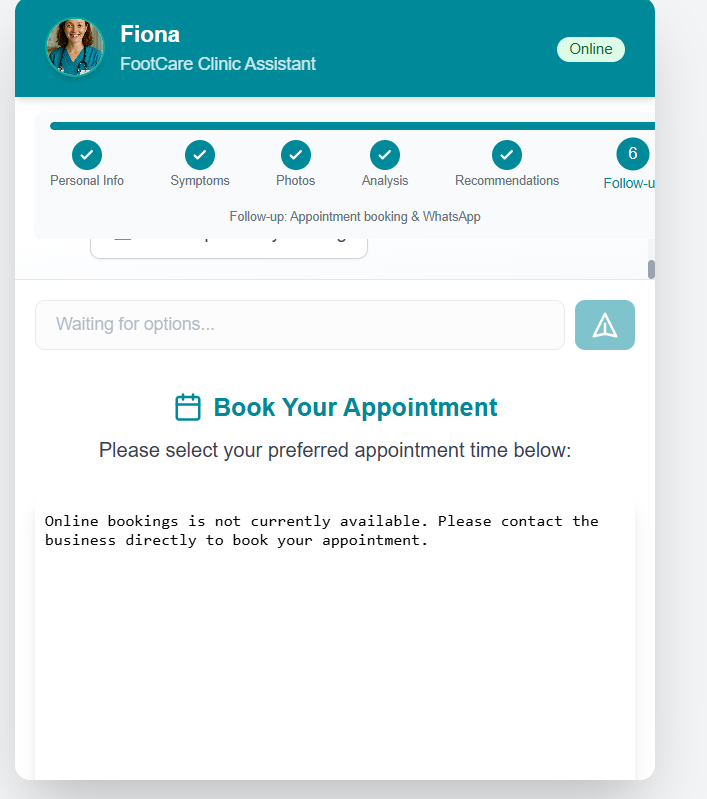 Fiona
FootCare Clinic Assistant
Online
Personal Info
Symptoms
Photos
Analysis
Recommendations
6
Follow-u
Follow-up: Appointment booking & WhatsApp
Waiting for options...
Book Your Appointment
Please select your preferred appointment time below:
Online bookings is not currently available. Please contact the
business directly to book your appointment.